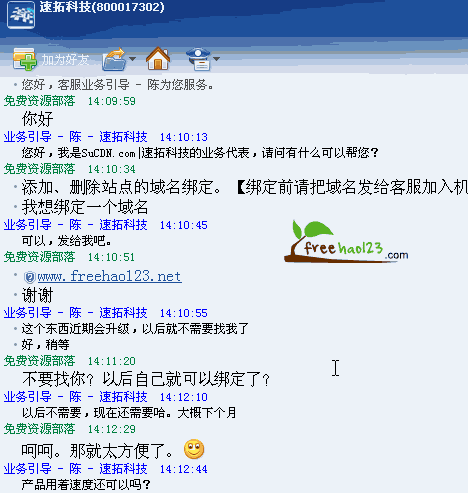 速拓科技(800017302)
加为好友
您好，客服业务引导 - 陈为您服务。
免费资源部落 14:09:59
你好
业务引导 - 陈 - 速拓科技 14:10:13
您好，我是SuCDN.com|速拓科技的业务代表，请问有什么可以帮您？
免费资源部落 14:10:34
添加、删除站点的域名绑定。【绑定前请把域名发给客服加入机
我想绑定一个域名
业务引导 - 陈 - 速拓科技 14:10:45
可以，发给我吧。
免费资源部落 14:10:51
www.freehao123.net
谢谢
业务引导 - 陈 - 速拓科技 14:10:55
这个东西近期会升级，以后就不需要找我了
好，稍等
免费资源部落 14:11:20
不要找你？以后自己就可以绑定了？
业务引导 - 陈 - 速拓科技 14:12:10
以后不需要，现在还需要哈。大概下个月
免费资源部落 14:12:29
呵呵。那就太方便了。
业务引导 - 陈 - 速拓科技 14:12:44
产品用着速度还可以吗？
freehao123.com